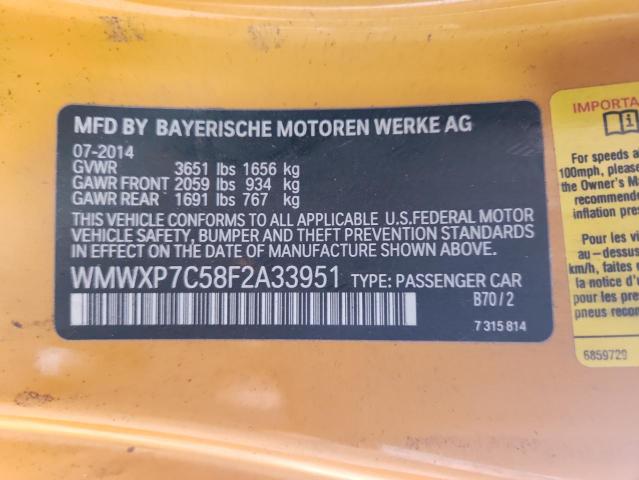 MFD BY BAYERISCHE MOTOREN WERKE AG
07-2014
GVWR 3651 lbs 1656 kg
GAWR FRONT 2059 lbs 934 kg
GAWR REAR 1691 lbs 767 kg
THIS VEHICLE CONFORMS TO ALL APPLICABLE U.S.FEDERAL MOTOR
VEHICLE SAFETY, BUMPER AND THEFT PREVENTION STANDARDS
IN EFFECT ON THE DATE OF MANUFACTURE SHOWN ABOVE.
WMWXP7C58F2A33951 TYPE: PASSENGER CAR
B70/2
7 315 814
IMPORTA
For speeds a
100mph, please
the Owner's Ma
recommende
inflation pres
Pour les vi
au-dessus
km/h, faites
la notice d'
pour les pre
pneus recom
6859729